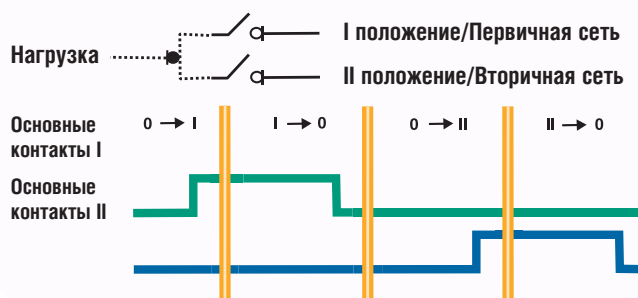 I положение/Первичная сеть
Нагрузка
II положение/Вторичная сеть
Основные
контакты I
0 → I
I → 0
0 → II
II → 0
Основные
контакты II